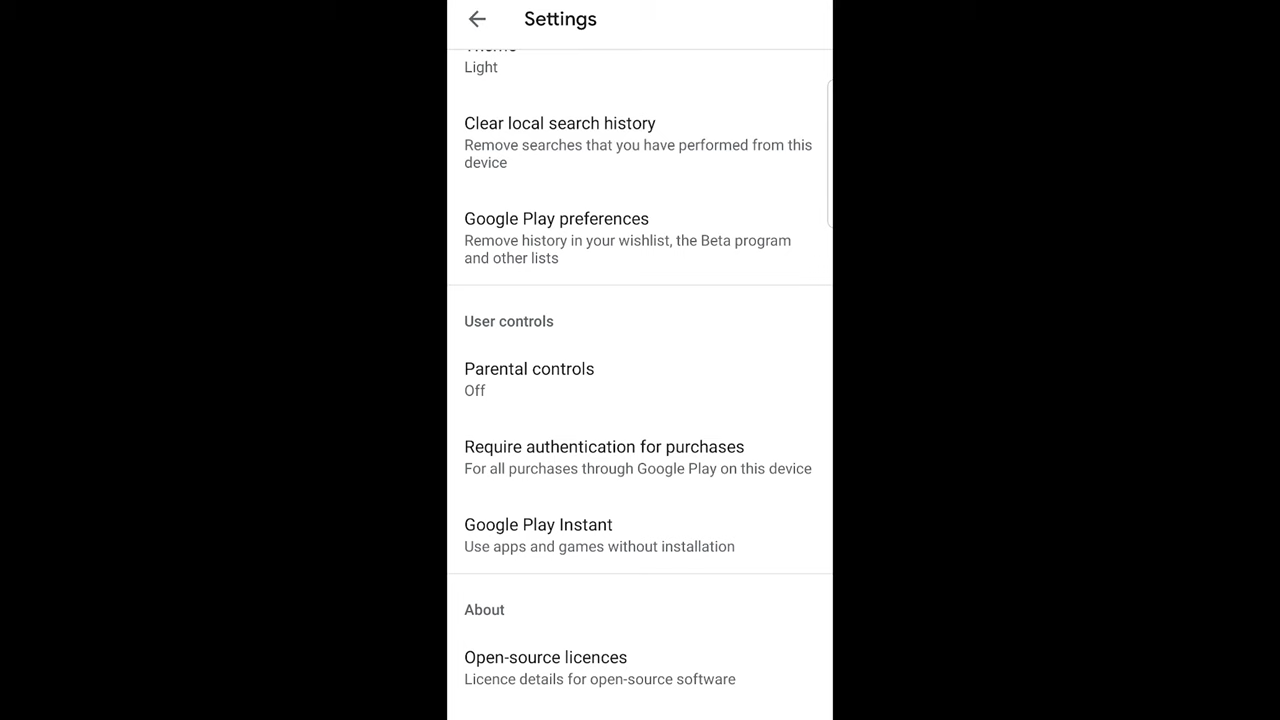 Settings
Light
Clear local search history
Remove searches that you have performed from this
device
Google Play preferences
Remove history in your wishlist, the Beta program
and other lists
User controls
Parental controls
Off
Require authentication for purchases
For all purchases through Google Play on this device
Google Play Instant
Use apps and games without installation
About
Open-source licences
Licence details for open-source software